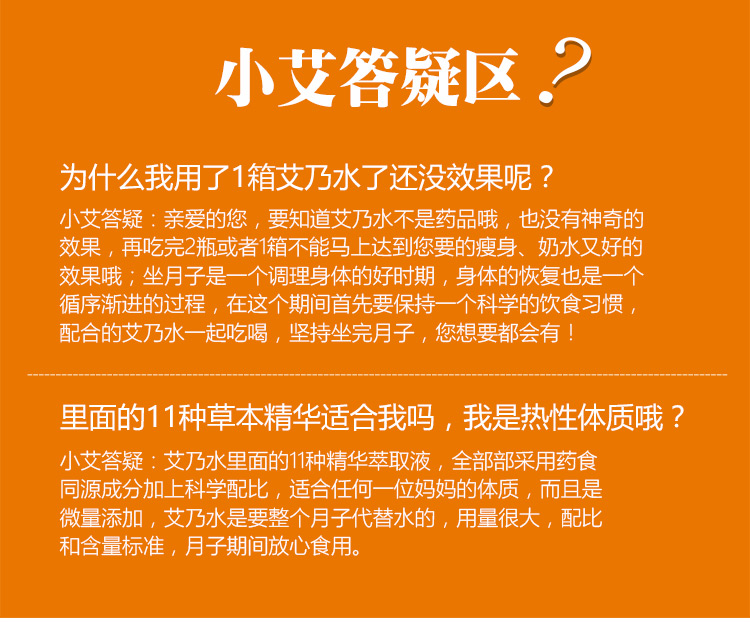 小艾答疑区?
为什么我用了1箱艾乃水了还没效果呢？
小艾答疑：亲爱的您，要知道艾乃水不是药品哦，也没有神奇的
效果，再吃完2瓶或者1箱不能马上达到您要的瘦身、奶水又好的
效果哦；坐月子是一个调理身体的好时期，身体的恢复也是一个
循序渐进的过程，在这个期间首先要保持一个科学的饮食习惯，
配合的艾乃水一起吃喝，坚持坐完月子，您想要都会有！
里面的11种草本精华适合我吗，我是热性体质哦？
小艾答疑：艾乃水里面的11种精华萃取液，全部部采用药食
同源成分加上科学配比，适合任何一位妈妈的体质，而且是
微量添加，艾乃水是要整个月子代替水的，用量很大，配比
和含量标准，月子期间放心食用。